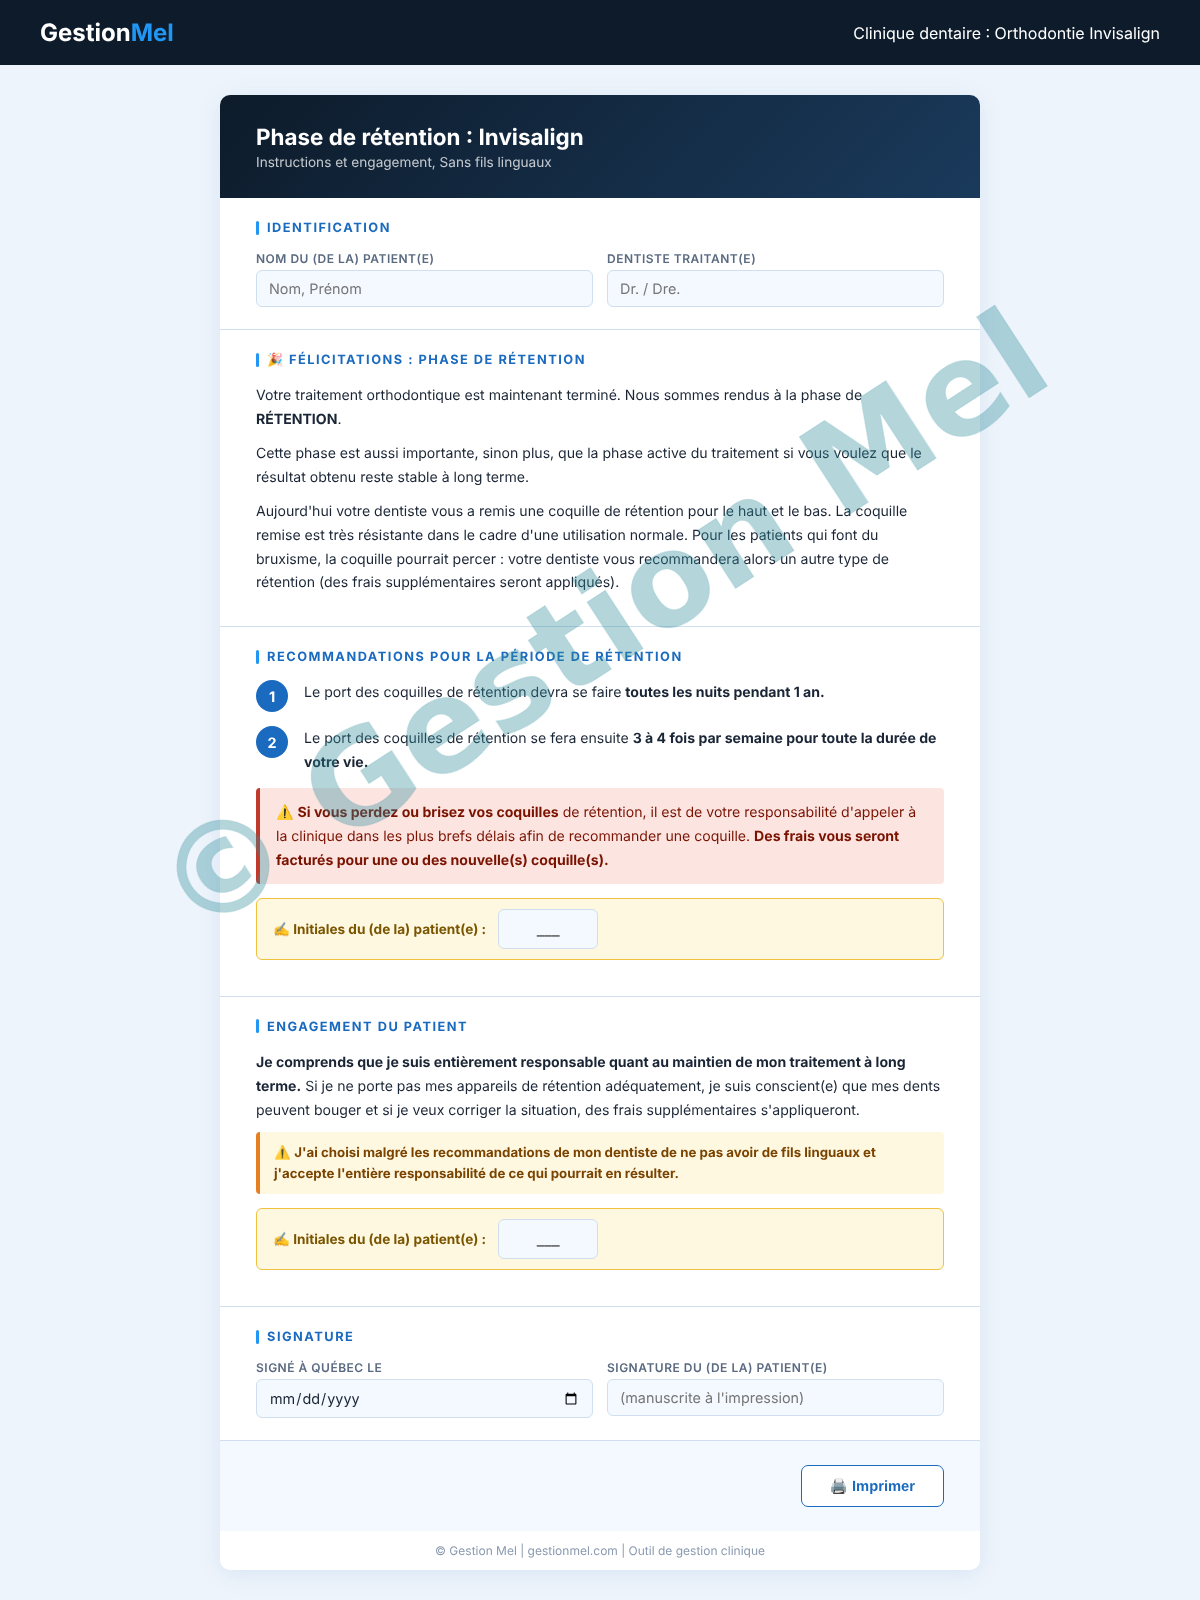 GestionMel
Clinique dentaire : Orthodontie Invisalign
Phase de rétention : Invisalign
Instructions et engagement, Sans fils linguaux
IDENTIFICATION
NOM DU (DE LA) PATIENT(E)
Nom, Prénom
DENTISTE TRAITANT(E)
Dr. / Dre.
🎉 FÉLICITATIONS : PHASE DE RÉTENTION
Votre traitement orthodontique est maintenant terminé. Nous sommes rendus à la phase de
RÉTENTION.
Cette phase est aussi importante, sinon plus, que la phase active du traitement si vous voulez que le
résultat obtenu reste stable à long terme.
Aujourd'hui votre dentiste vous a remis une coquille de rétention pour le haut et le bas. La coquille
remise est très résistante dans le cadre d'une utilisation normale. Pour les patients qui font du
bruxisme, la coquille pourrait percer : votre dentiste vous recommandera alors un autre type de
rétention (des frais supplémentaires seront appliqués).
RECOMMANDATIONS POUR LA PÉRIODE DE RÉTENTION
1 Le port des coquilles de rétention devra se faire toutes les nuits pendant 1 an.
2 Le port des coquilles de rétention se fera ensuite 3 à 4 fois par semaine pour toute la durée de
votre vie.
⚠️ Si vous perdez ou brisez vos coquilles de rétention, il est de votre responsabilité d'appeler à
la clinique dans les plus brefs délais afin de recommander une coquille. Des frais vous seront
facturés pour une ou des nouvelle(s) coquille(s).
✍️ Initiales du (de la) patient(e) : ___
ENGAGEMENT DU PATIENT
Je comprends que je suis entièrement responsable quant au maintien de mon traitement à long
terme. Si je ne porte pas mes appareils de rétention adéquatement, je suis conscient(e) que mes dents
peuvent bouger et si je veux corriger la situation, des frais supplémentaires s'appliqueront.
⚠️ J'ai choisi malgré les recommandations de mon dentiste de ne pas avoir de fils linguaux et
j'accepte l'entière responsabilité de ce qui pourrait en résulter.
✍️ Initiales du (de la) patient(e) : ___
SIGNATURE
SIGNÉ À QUÉBEC LE
mm/dd/yyyy
SIGNATURE DU (DE LA) PATIENT(E)
(manuscrite à l'impression)
🖨️ Imprimer
© Gestion Mel | gestionmel.com | Outil de gestion clinique
© Gestion Mel